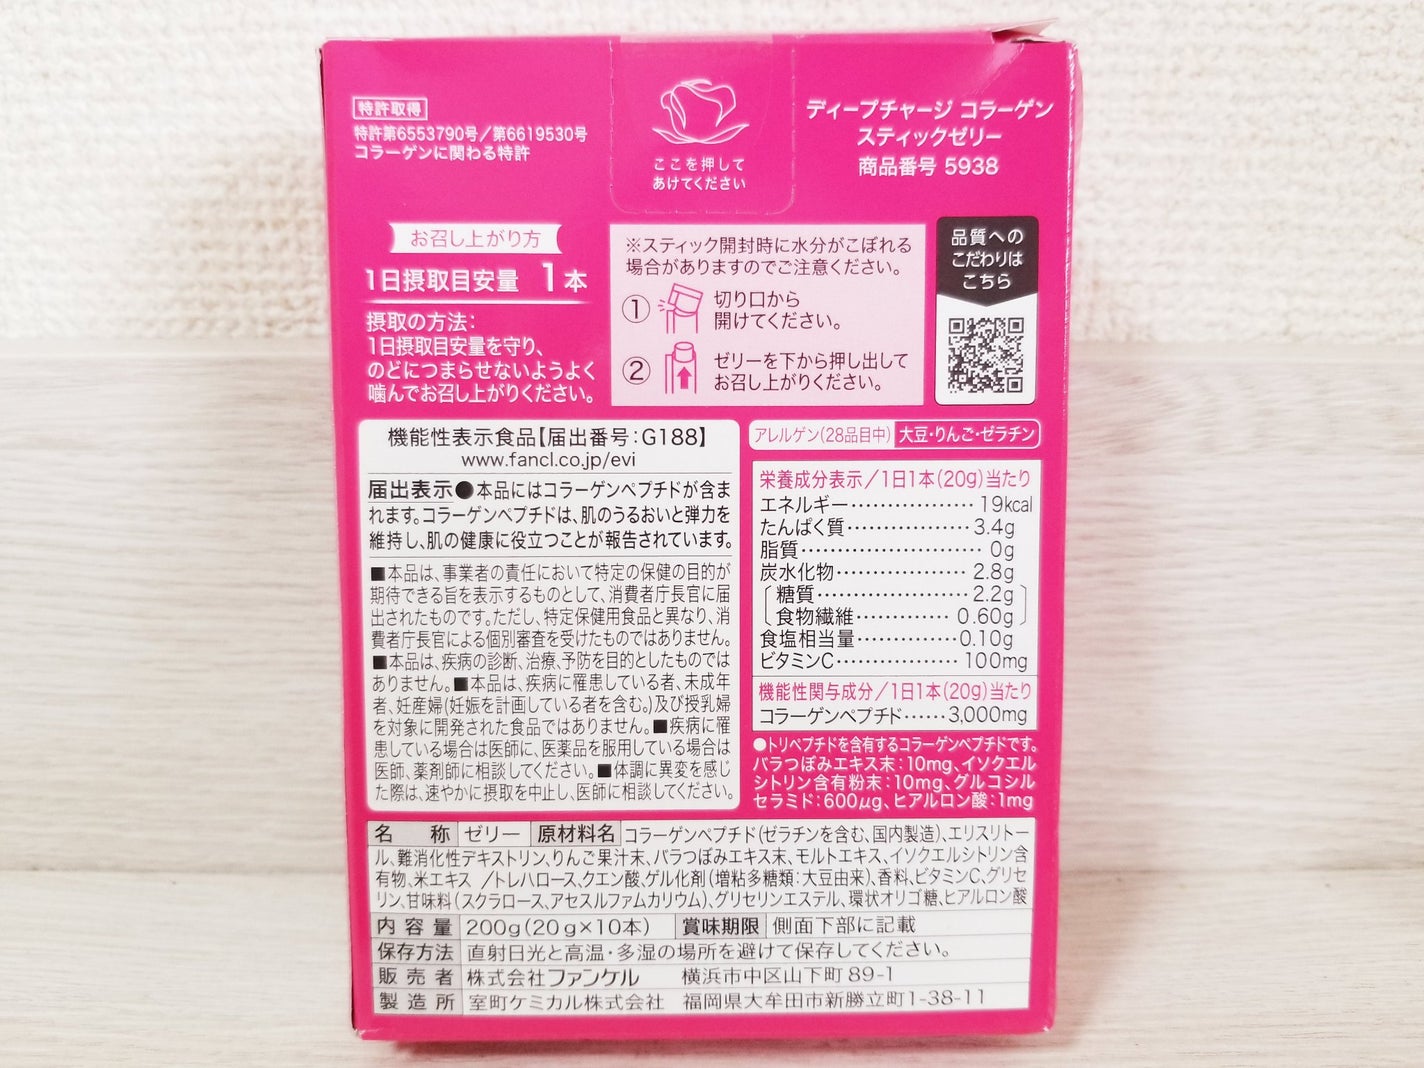 特許取得
特許第6553790号／第6619530号
コラーゲンに関わる特許
ここを押して
あけてください
ディープチャージ コラーゲン
スティックゼリー
商品番号 5938
お召し上がり方
1日摂取目安量 1本
摂取の方法：
1日摂取目安量を守り、
のどにつまらせないようよく
噛んでお召し上がりください。
※スティック開封時に水分がこぼれる
場合がありますのでご注意ください。
① 切り口から
開けてください。
② ゼリーを下から押し出して
お召し上がりください。
品質への
こだわりは
こちら
機能性表示食品【届出番号：G188】
www.fancl.co.jp/evi
届出表示●本品にはコラーゲンペプチドが含ま
れます。コラーゲンペプチドは、肌のうるおいと弾力を
維持し、肌の健康に役立つことが報告されています。
■本品は、事業者の責任において特定の保健の目的が
期待できる旨を表示するものとして、消費者庁長官に届
出されたものです。ただし、特定保健用食品と異なり、消
費者庁長官による個別審査を受けたものではありません。
■本品は、疾病の診断、治療、予防を目的としたものでは
ありません。■本品は、疾病に罹患している者、未成年
者、妊産婦(妊娠を計画している者を含む。)及び授乳婦
を対象に開発された食品ではありません。■疾病に罹
患している場合は医師に、医薬品を服用している場合は
医師、薬剤師に相談してください。■体調に異変を感じ
た際は、速やかに摂取を中止し、医師に相談してください。
アレルゲン(28品目中) 大豆・りんご・ゼラチン
栄養成分表示／1日1本(20g)当たり
エネルギー………………19kcal
たんぱく質………………3.4g
脂質………………………0g
炭水化物…………………2.8g
糖質……………………2.2g
食物繊維…………0.60g
食塩相当量……………0.10g
ビタミンC………………100mg
機能性関与成分／1日1本(20g)当たり
コラーゲンペプチド……3,000mg
●トリペプチドを含有するコラーゲンペプチドです。
バラつぼみエキス末：10mg、イソクエル
シトリン含有粉末：10mg、グルコシル
セラミド：600μg、ヒアルロン酸：1mg
名称 ゼリー 原材料名 コラーゲンペプチド(ゼラチンを含む、国内製造)、エリスリトー
ル、難消化性デキストリン、りんご果汁末、バラつぼみエキス末、モルトエキス、イソクエルシトリン含
有物、米エキス ／トレハロース、クエン酸、ゲル化剤(増粘多糖類：大豆由来)、香料、ビタミンC、グリセ
リン、甘味料(スクラロース、アセスルファムカリウム)、グリセリンエステル、環状オリゴ糖、ヒアルロン酸
内容量 200g(20g×10本) 賞味期限 側面下部に記載
保存方法 直射日光と高温・多湿の場所を避けて保存してください。
販売者 株式会社ファンケル 横浜市中区山下町89-1
製造所 室町ケミカル株式会社 福岡県大牟田市新勝立町1-38-11